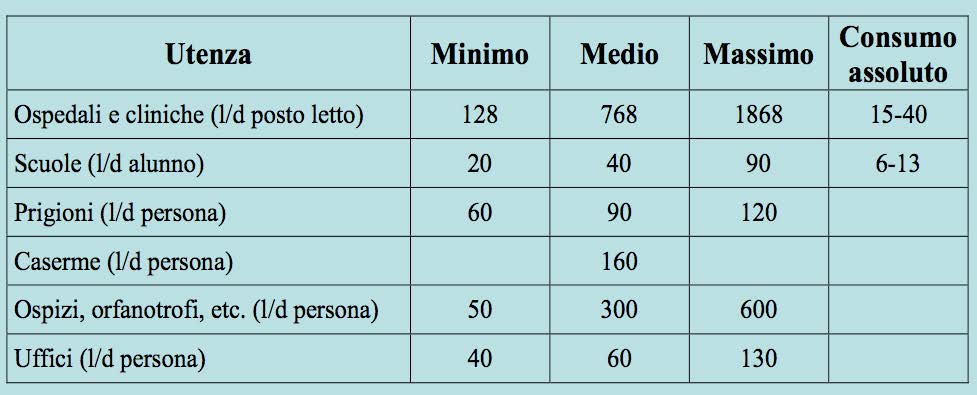 Utenza Minimo Medio Massimo Consumo assoluto
Ospedali e cliniche (l/d posto letto) 128 768 1868 15-40
Scuole (l/d alunno) 20 40 90 6-13
Prigioni (l/d persona) 60 90 120
Caserme (l/d persona) 160
Ospizi, orfanotrofi, etc. (l/d persona) 50 300 600
Uffici (l/d persona) 40 60 130